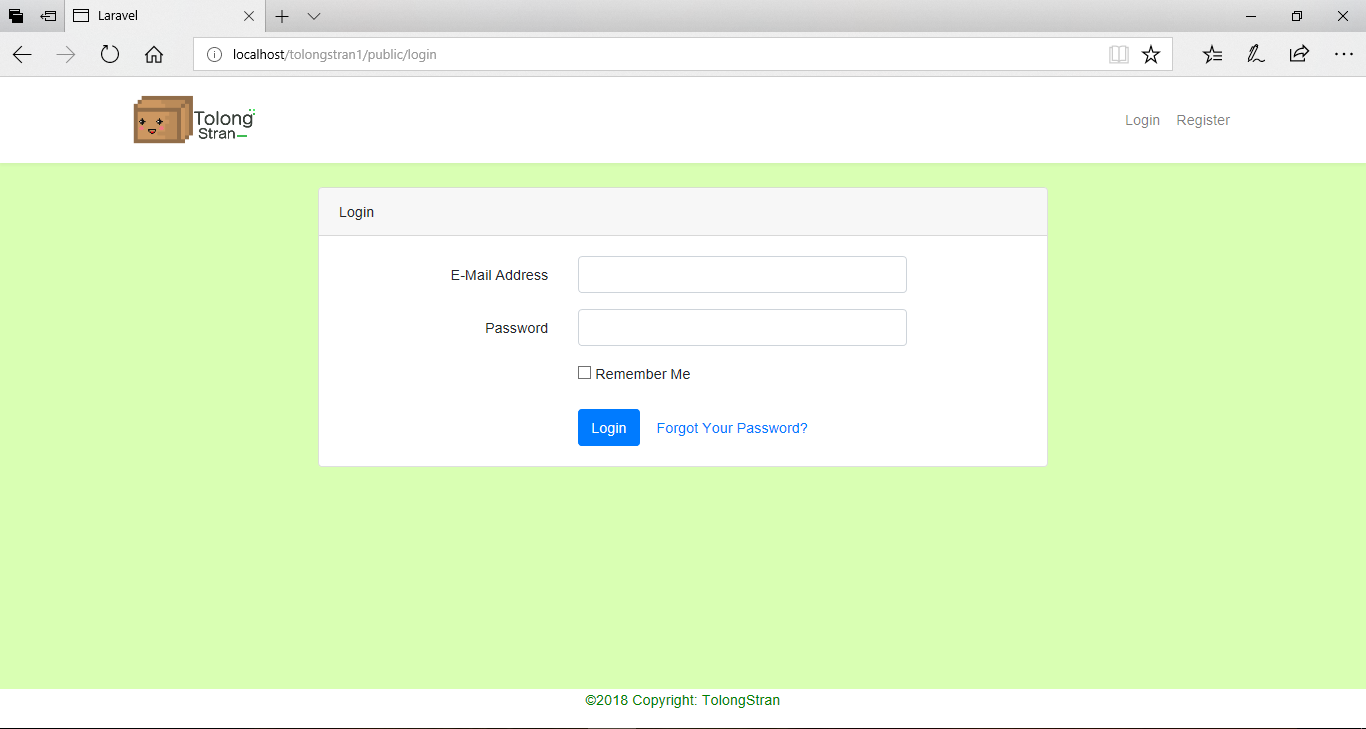 Laravel
localhost/tolongstran1/public/login
Tolong
Stran
Login Register
Login
E-Mail Address
Password
Remember Me
Login Forgot Your Password?
©2018 Copyright: TolongStran